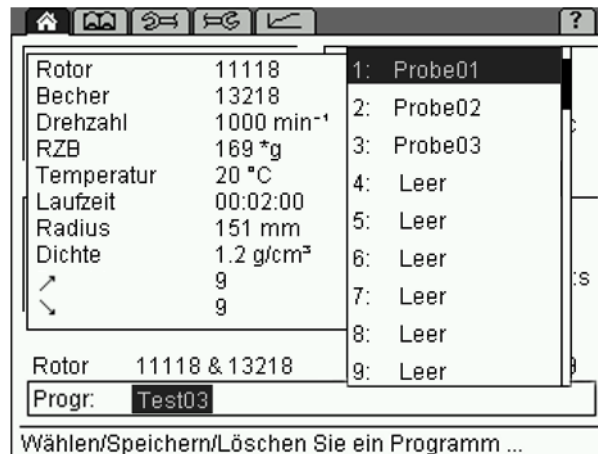 ?
Rotor 11118
Becher 13218
Drehzahl 1000 min⁻¹
RZB 169 *g
Temperatur 20 °C
Laufzeit 00:02:00
Radius 151 mm
Dichte 1.2 g/cm³
↗ 9
↘ 9
1: Probe01
2: Probe02
3: Probe03
4: Leer
5: Leer
6: Leer
7: Leer
8: Leer
9: Leer
Rotor 11118 & 13218
Progr: Test03
Wählen/Speichern/Löschen Sie ein Programm ...